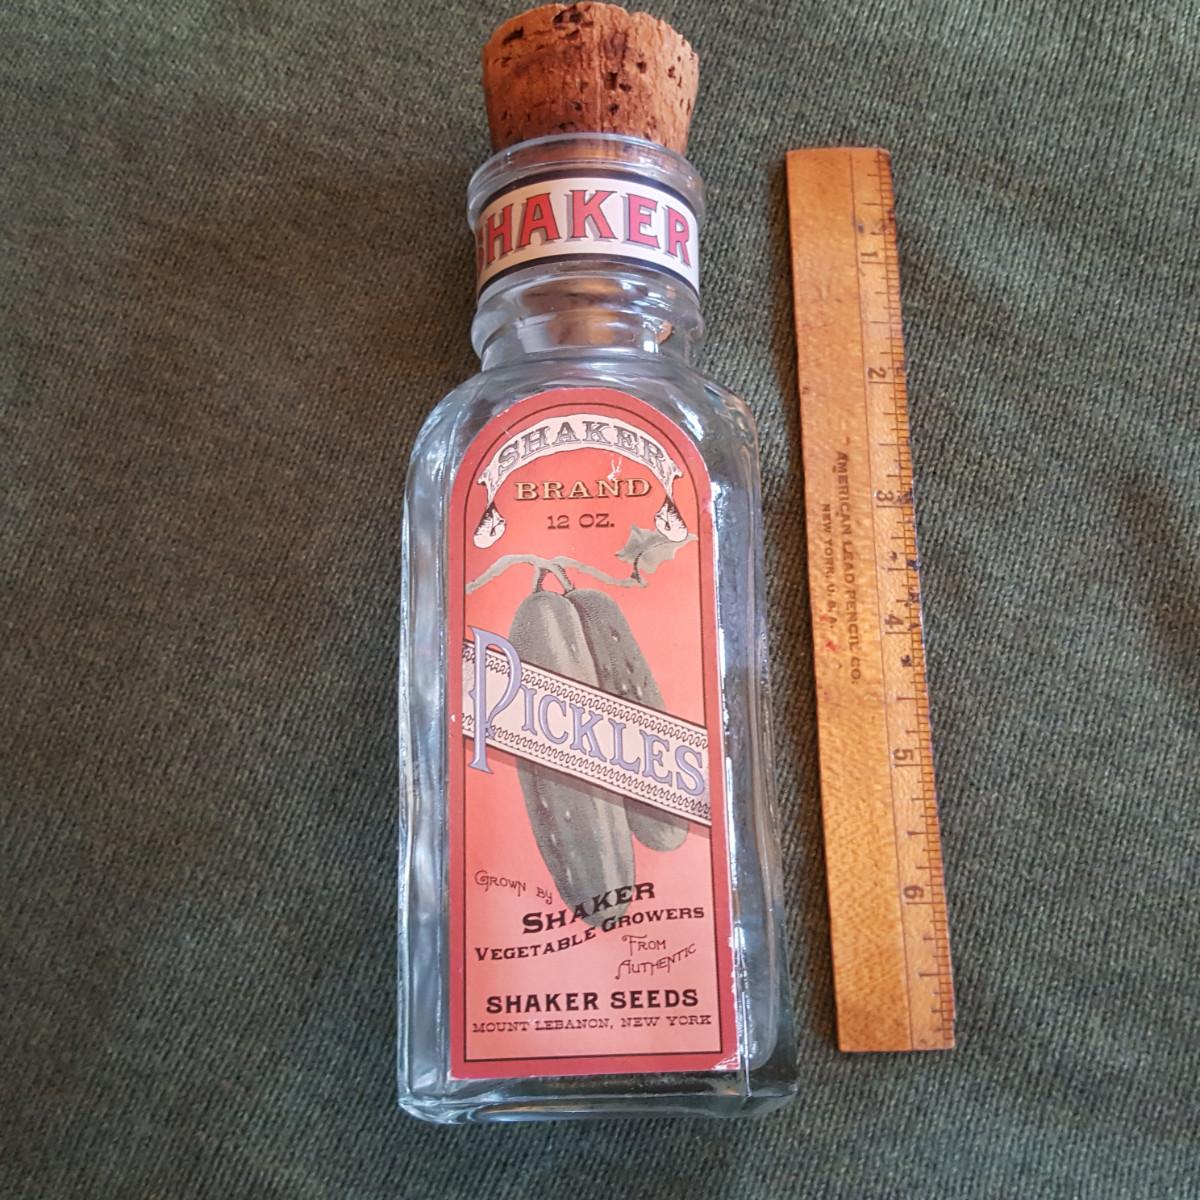 SHAKER
SHAKER
BRAND
12 OZ.
PICKLES
GROWN BY
SHAKER
VEGETABLE GROWERS
FROM
AUTHENTIC
SHAKER SEEDS
MOUNT LEBANON, NEW YORK
1
2
3
4
5
6
AMERICAN LEAD PENCIL CO.
NEW YORK, U.S.A.